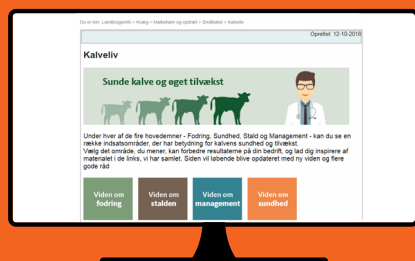 Du er her: Landbrugsinfo > Kvæg > Malkekøer og opdræt > Småkalve > Kalveliv
Oprettet: 12-10-2018
Kalveliv
Sunde kalve og øget tilvækst
Under hver af de fire hovedemner - Fodring, Sundhed, Stald og Management - kan du se en
række indsatsområder, der har betydning for kalvens sundhed og tilvækst.
Vælg det område, du mener, kan forbedre resultaterne på din bedrift, og lad dig inspirere af
materialet i de links, vi har samlet. Siden vil løbende blive opdateret med ny viden og flere
gode råd
Viden om
fodring
Viden om
stalden
Viden om
management
Viden om
sundhed